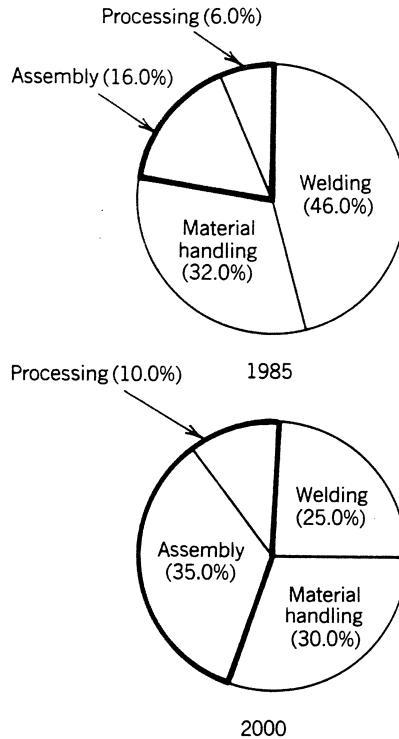 Processing (6.0%)
Assembly (16.0%)
Welding
(46.0%)
Material
handling
(32.0%)
1985
Processing (10.0%)
Welding
(25.0%)
Assembly
(35.0%)
Material
handling
(30.0%)
2000